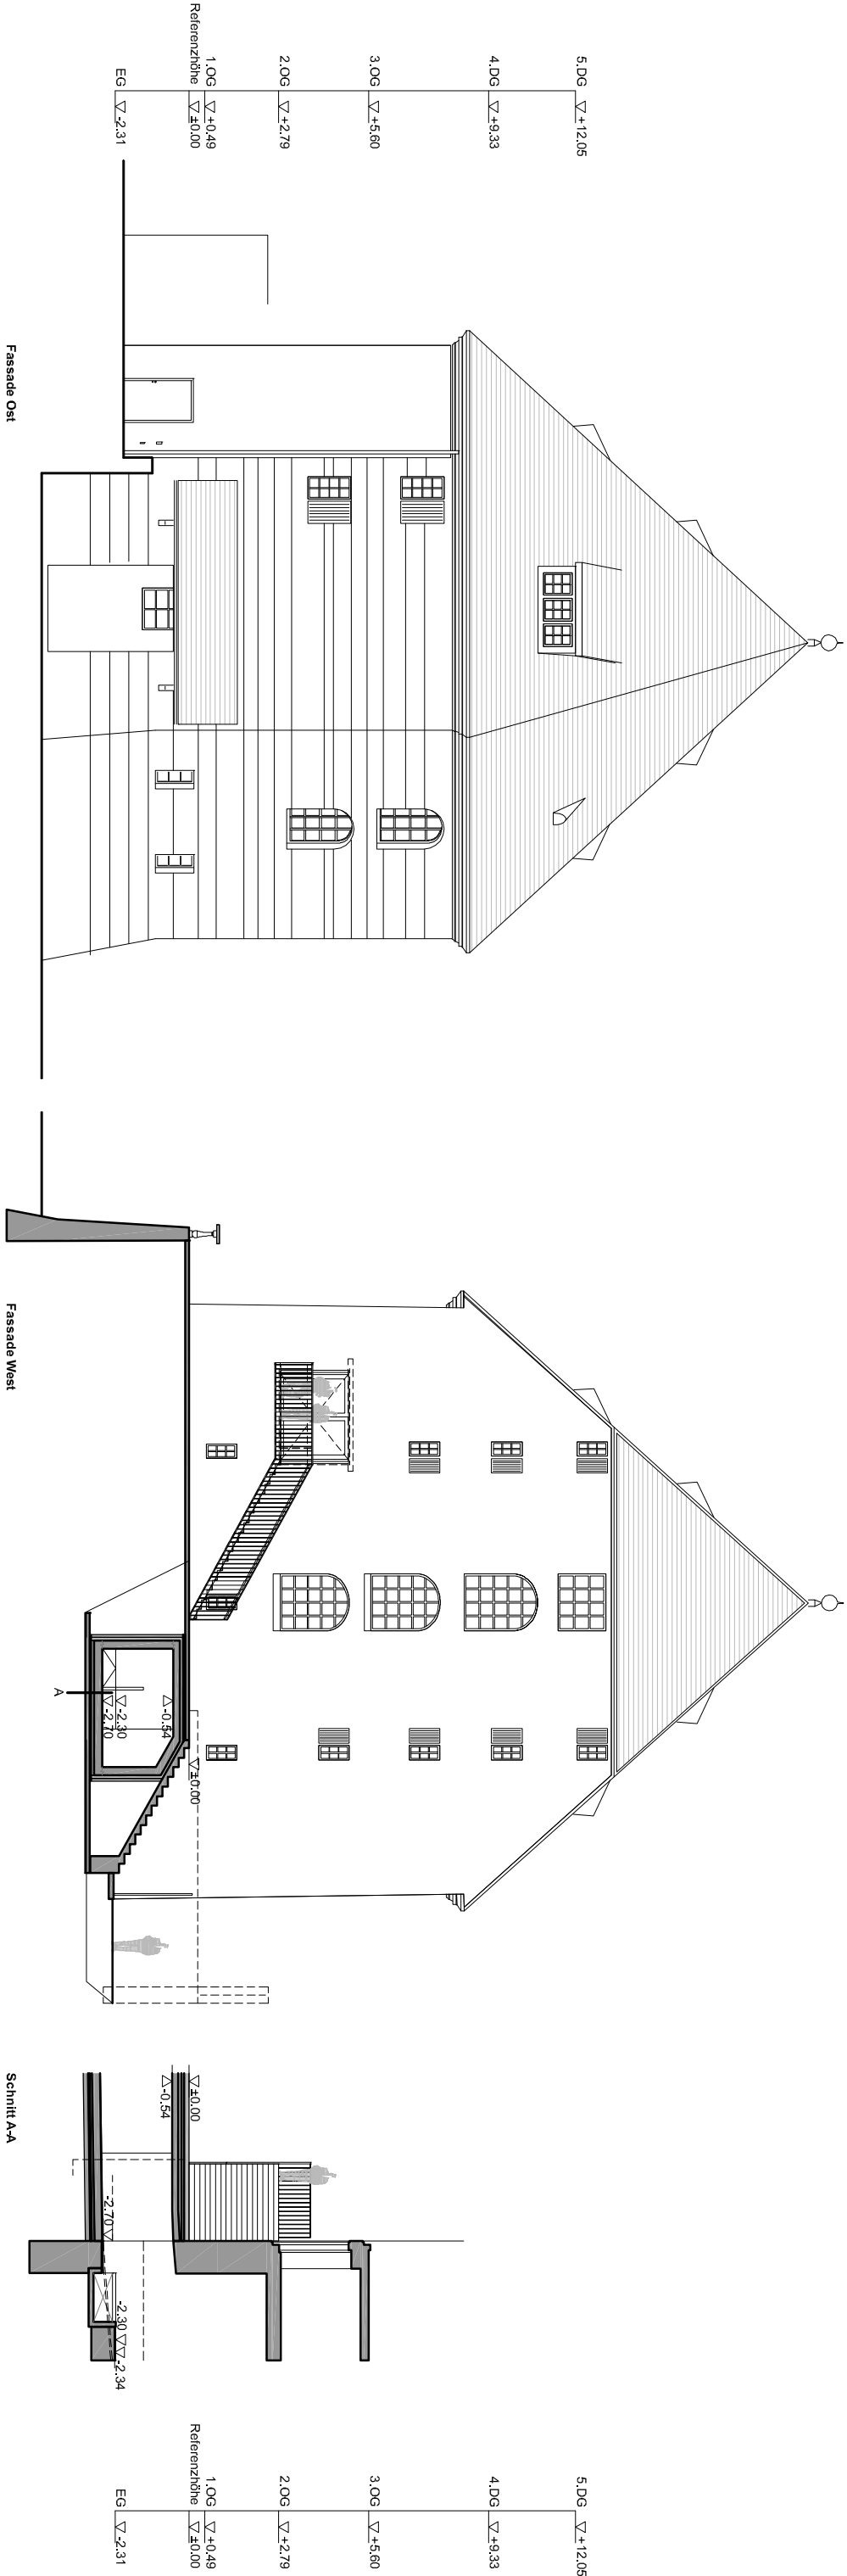 5.DG +12.05
4.DG +9.33
3.OG +5.60
2.OG +2.79
1.OG +0.49
Referenzhöhe ±0.00
EG -2.31
Fassade Ost
-0.54
-2.30
-2.70
±0.00
A
Fassade West
±0.00
-0.54
-2.70
-2.30
-2.34
Schnitt A-A
5.DG +12.05
4.DG +9.33
3.OG +5.60
2.OG +2.79
1.OG +0.49
Referenzhöhe ±0.00
EG -2.31